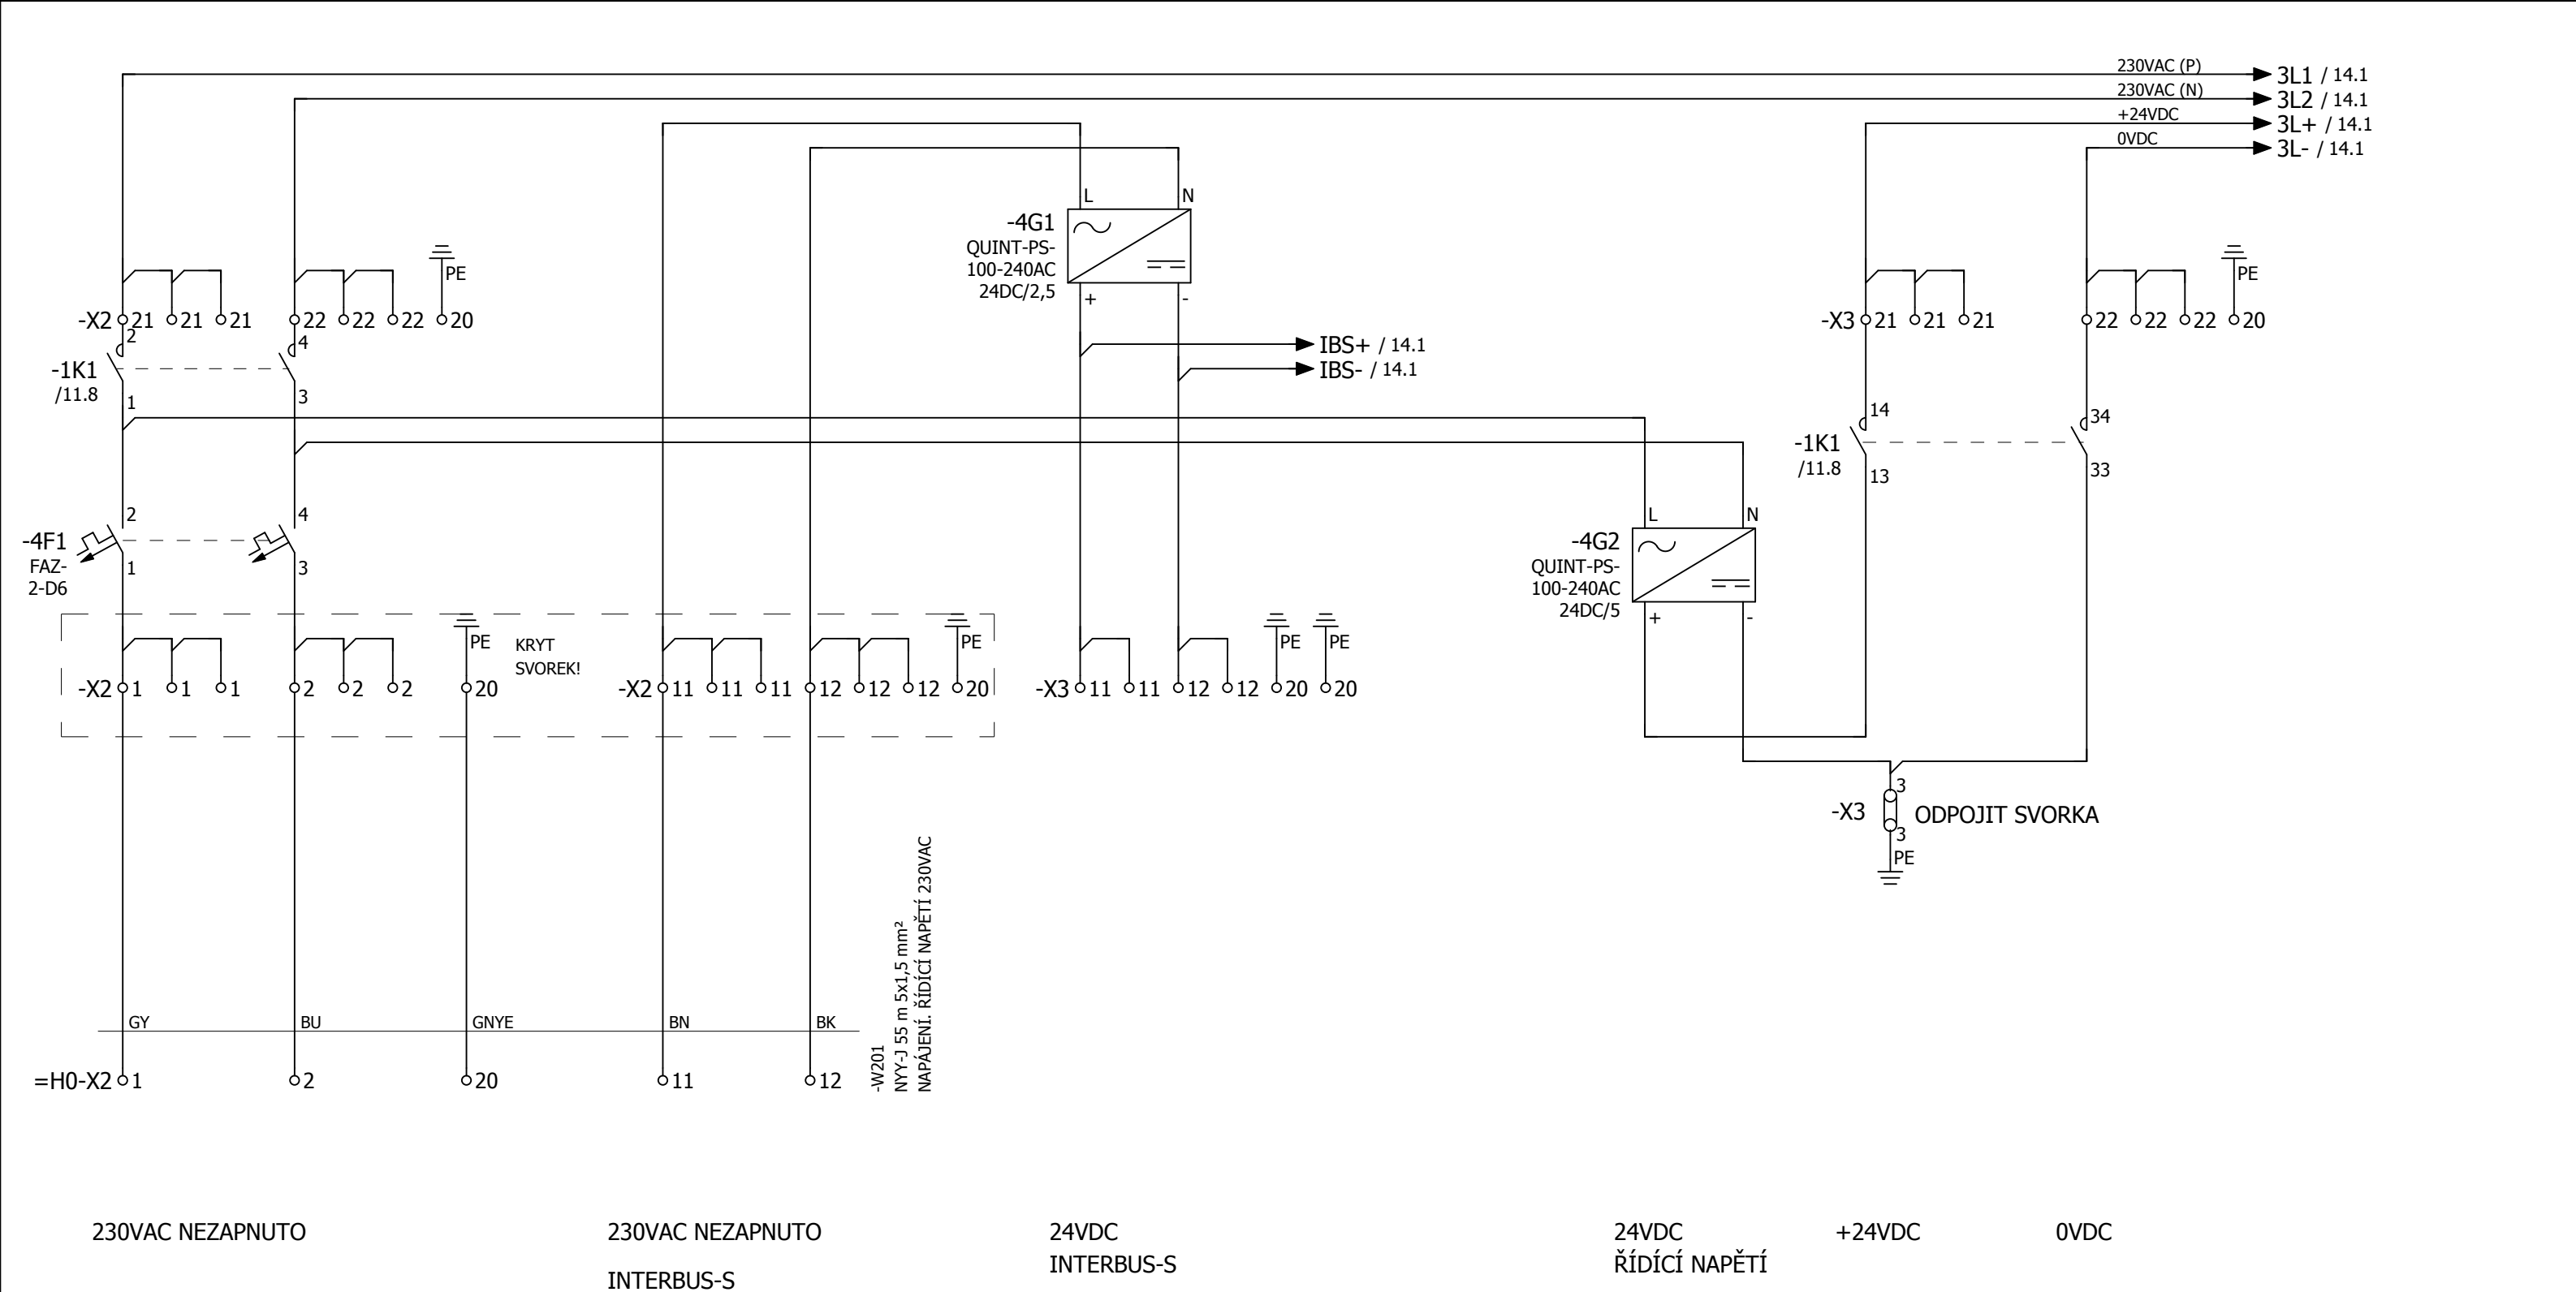 230VAC (P) 3L1 / 14.1
230VAC (N) 3L2 / 14.1
+24VDC 3L+ / 14.1
0VDC 3L- / 14.1
L N
-4G1
QUINT-PS-
100-240AC
24DC/2,5
+ -
PE PE
-X2 21 21 21 22 22 22 20
-X3 21 21 21 22 22 22 20
2 4
-1K1
/11.8
1 3
IBS+ / 14.1
IBS- / 14.1
14 34
-1K1
/11.8
13 33
2 4
-4F1
FAZ-
2-D6
1 3
L N
-4G2
QUINT-PS-
100-240AC
24DC/5
+ -
PE PE PE PE
KRYT
SVOREK!
-X2 1 1 1 2 2 2 20
-X2 11 11 11 12 12 12 20
-X3 11 11 12 12 20 20
3
-X3 ODPOJIT SVORKA
3
PE
-W201
NYY-J 55 m 5x1,5 mm²
NAPÁJENÍ. ŘÍDÍCÍ NAPĚTÍ 230VAC
GY BU GNYE BN BK
=H0-X2 1 2 20 11 12
230VAC NEZAPNUTO
230VAC NEZAPNUTO
INTERBUS-S
24VDC
INTERBUS-S
24VDC
ŘÍDÍCÍ NAPĚTÍ
+24VDC
0VDC